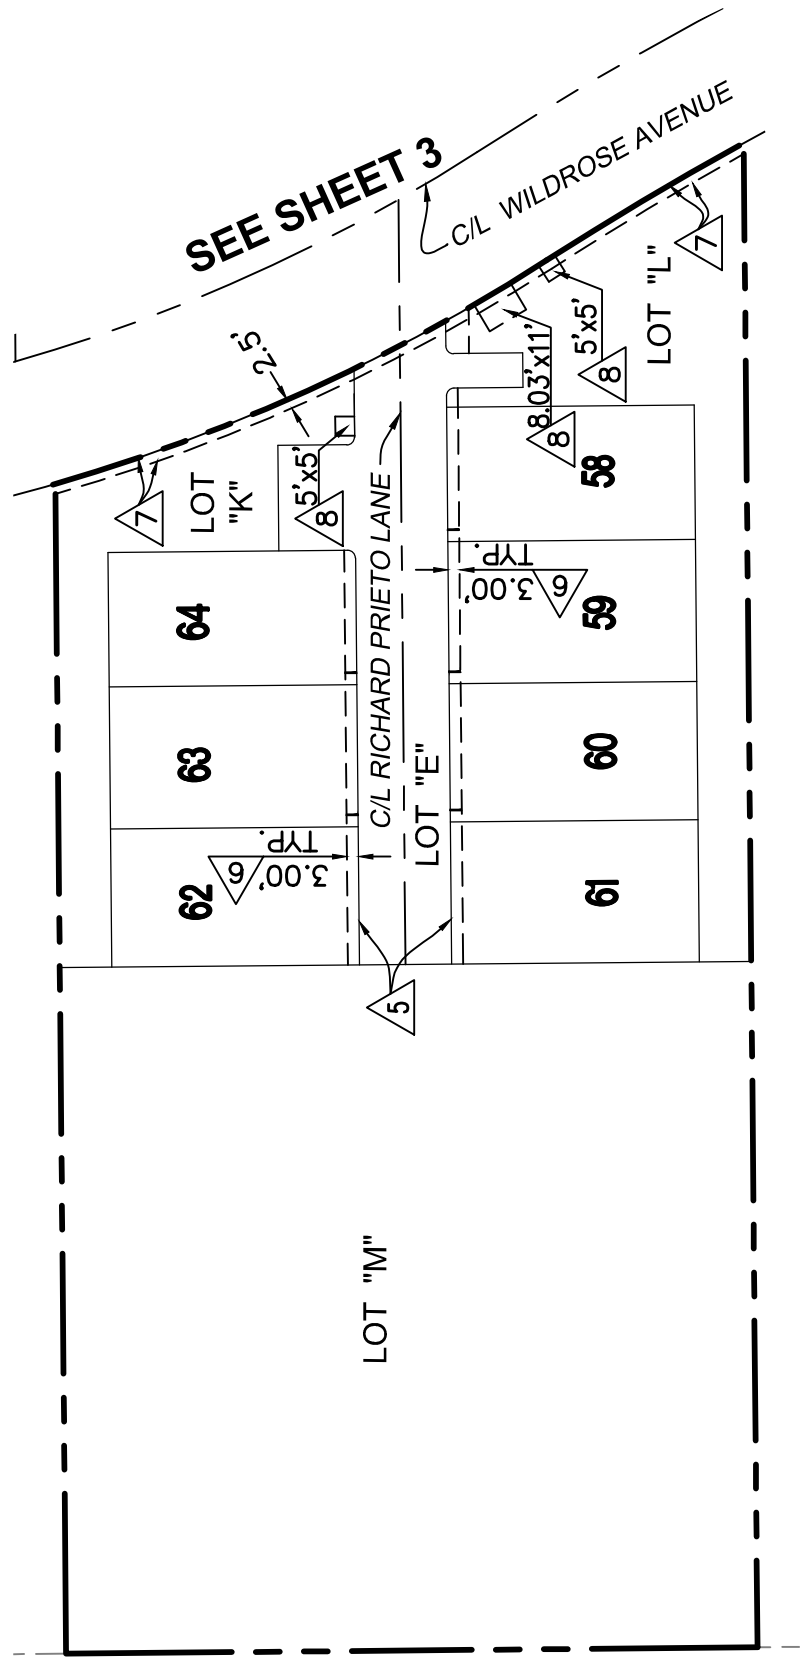 SEE SHEET 3
C/L WILDROSE AVENUE
2.5'
7
LOT
"K"
5'x5'
8
C/L RICHARD PRIETO LANE
LOT "E"
8.03'x11'
8
5'x5'
8
LOT "L"
7
64
63
62
3.00'
TYP.
6
58
59
60
61
3.00'
TYP.
6
5
LOT "M"